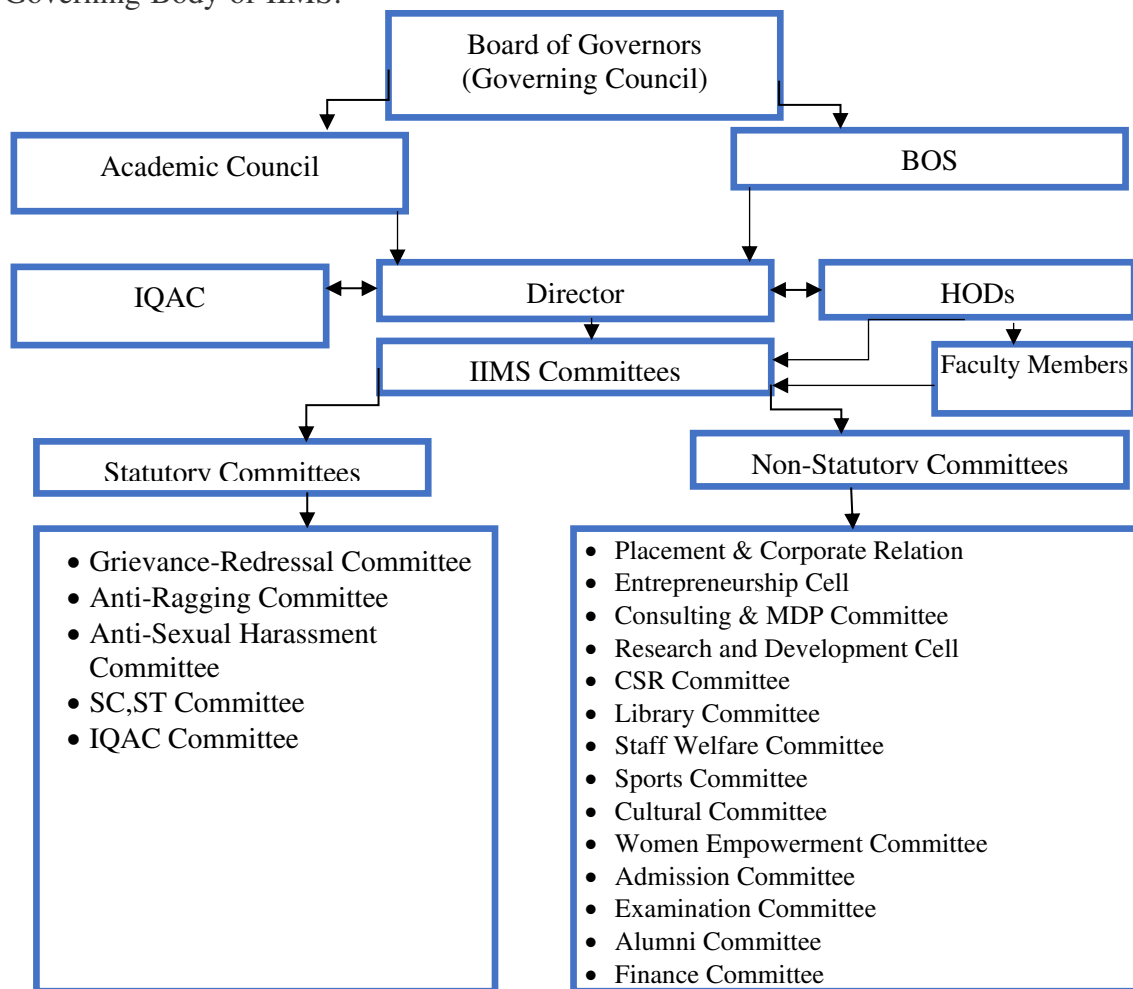 Governing Body of IIMS:
Board of Governors
(Governing Council)
Academic Council
BOS
IQAC
Director
HODs
IIMS Committees
Faculty Members
Statutory Committees
Non-Statutory Committees
• Grievance-Redressal Committee
• Anti-Ragging Committee
• Anti-Sexual Harassment
Committee
• SC,ST Committee
• IQAC Committee
• Placement & Corporate Relation
• Entrepreneurship Cell
• Consulting & MDP Committee
• Research and Development Cell
• CSR Committee
• Library Committee
• Staff Welfare Committee
• Sports Committee
• Cultural Committee
• Women Empowerment Committee
• Admission Committee
• Examination Committee
• Alumni Committee
• Finance Committee